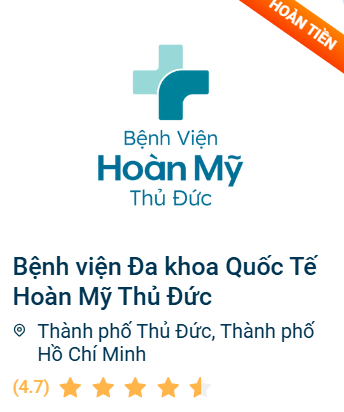 HOÀN TIỀN
Bệnh Viện
Hoàn Mỹ
Thủ Đức
Bệnh viện Đa khoa Quốc Tế
Hoàn Mỹ Thủ Đức
Thành phố Thủ Đức, Thành phố
Hồ Chí Minh
(4.7)